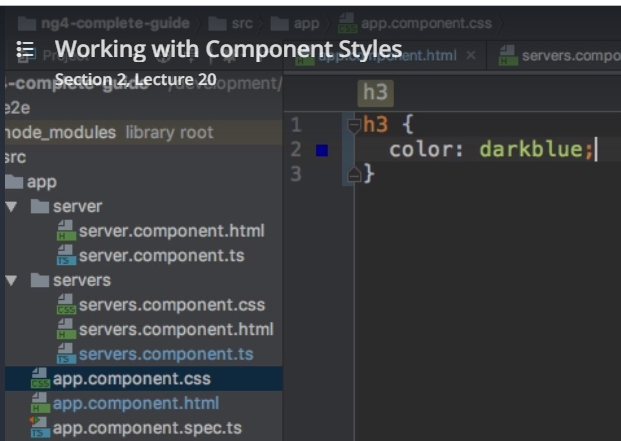 ng4-complete-guide src app app.component.css
Working with Component Styles
Section 2, Lecture 20
app.component.html × servers.compo
-complete-guide
development/
e2e
node_modules library root
src
app
server
server.component.html
server.component.ts
servers
servers.component.css
servers.component.html
servers.component.ts
app.component.css
app.component.html
app.component.spec.ts
h3
1 h3 {
2 color: darkblue;
3 }